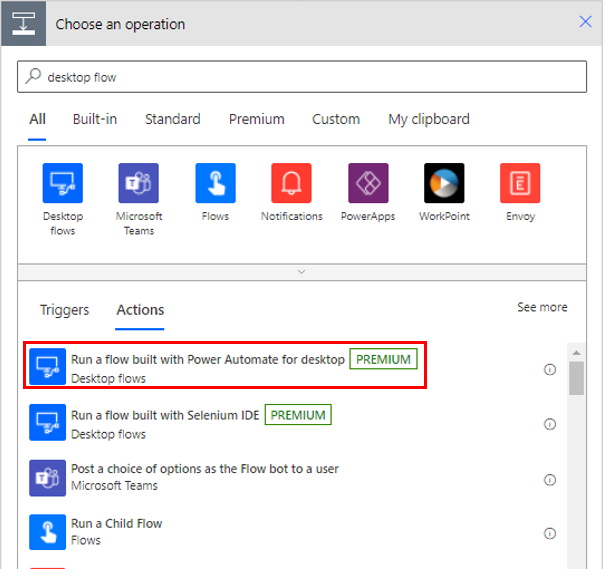 Choose an operation
desktop flow
All Built-in Standard Premium Custom My clipboard
Desktop flows
Microsoft Teams
Flows
Notifications
PowerApps
WorkPoint
Envoy
Triggers Actions See more
Run a flow built with Power Automate for desktop PREMIUM
Desktop flows
Run a flow built with Selenium IDE PREMIUM
Desktop flows
Post a choice of options as the Flow bot to a user
Microsoft Teams
Run a Child Flow
Flows